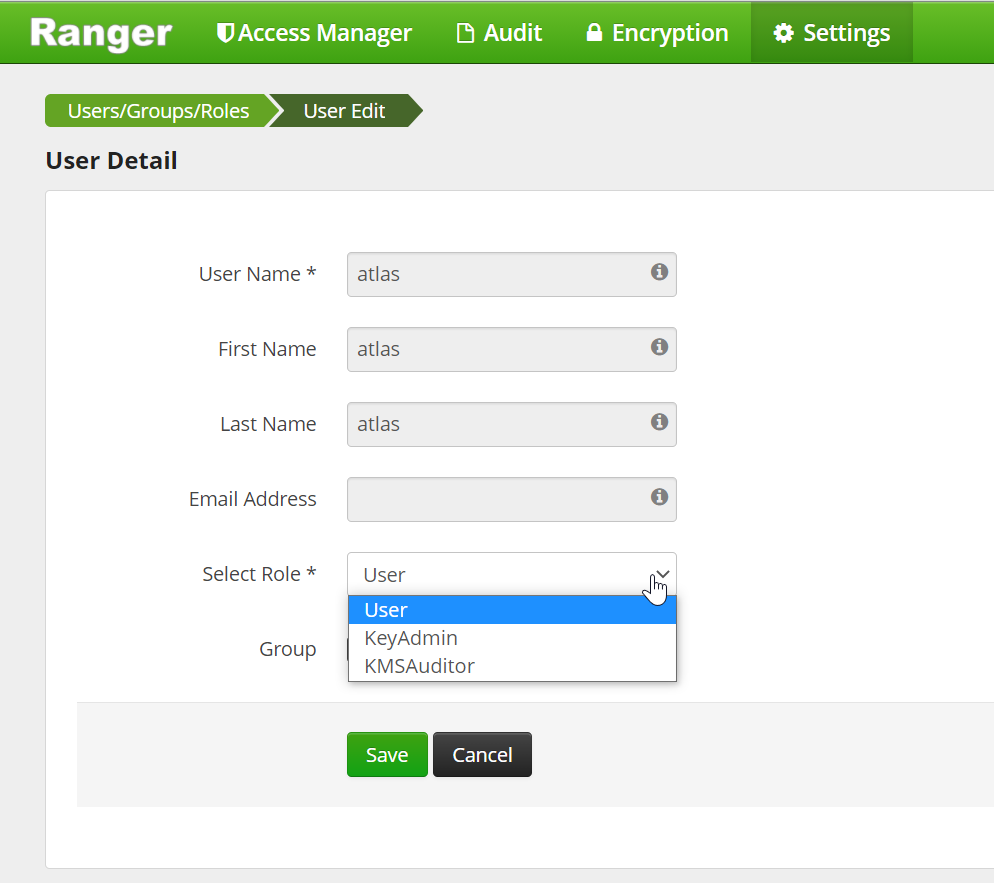 Ranger Access Manager Audit Encryption Settings
Users/Groups/Roles User Edit
User Detail
User Name * atlas
First Name atlas
Last Name atlas
Email Address
Select Role * User
User
KeyAdmin
Group
KMSAuditor
Save Cancel